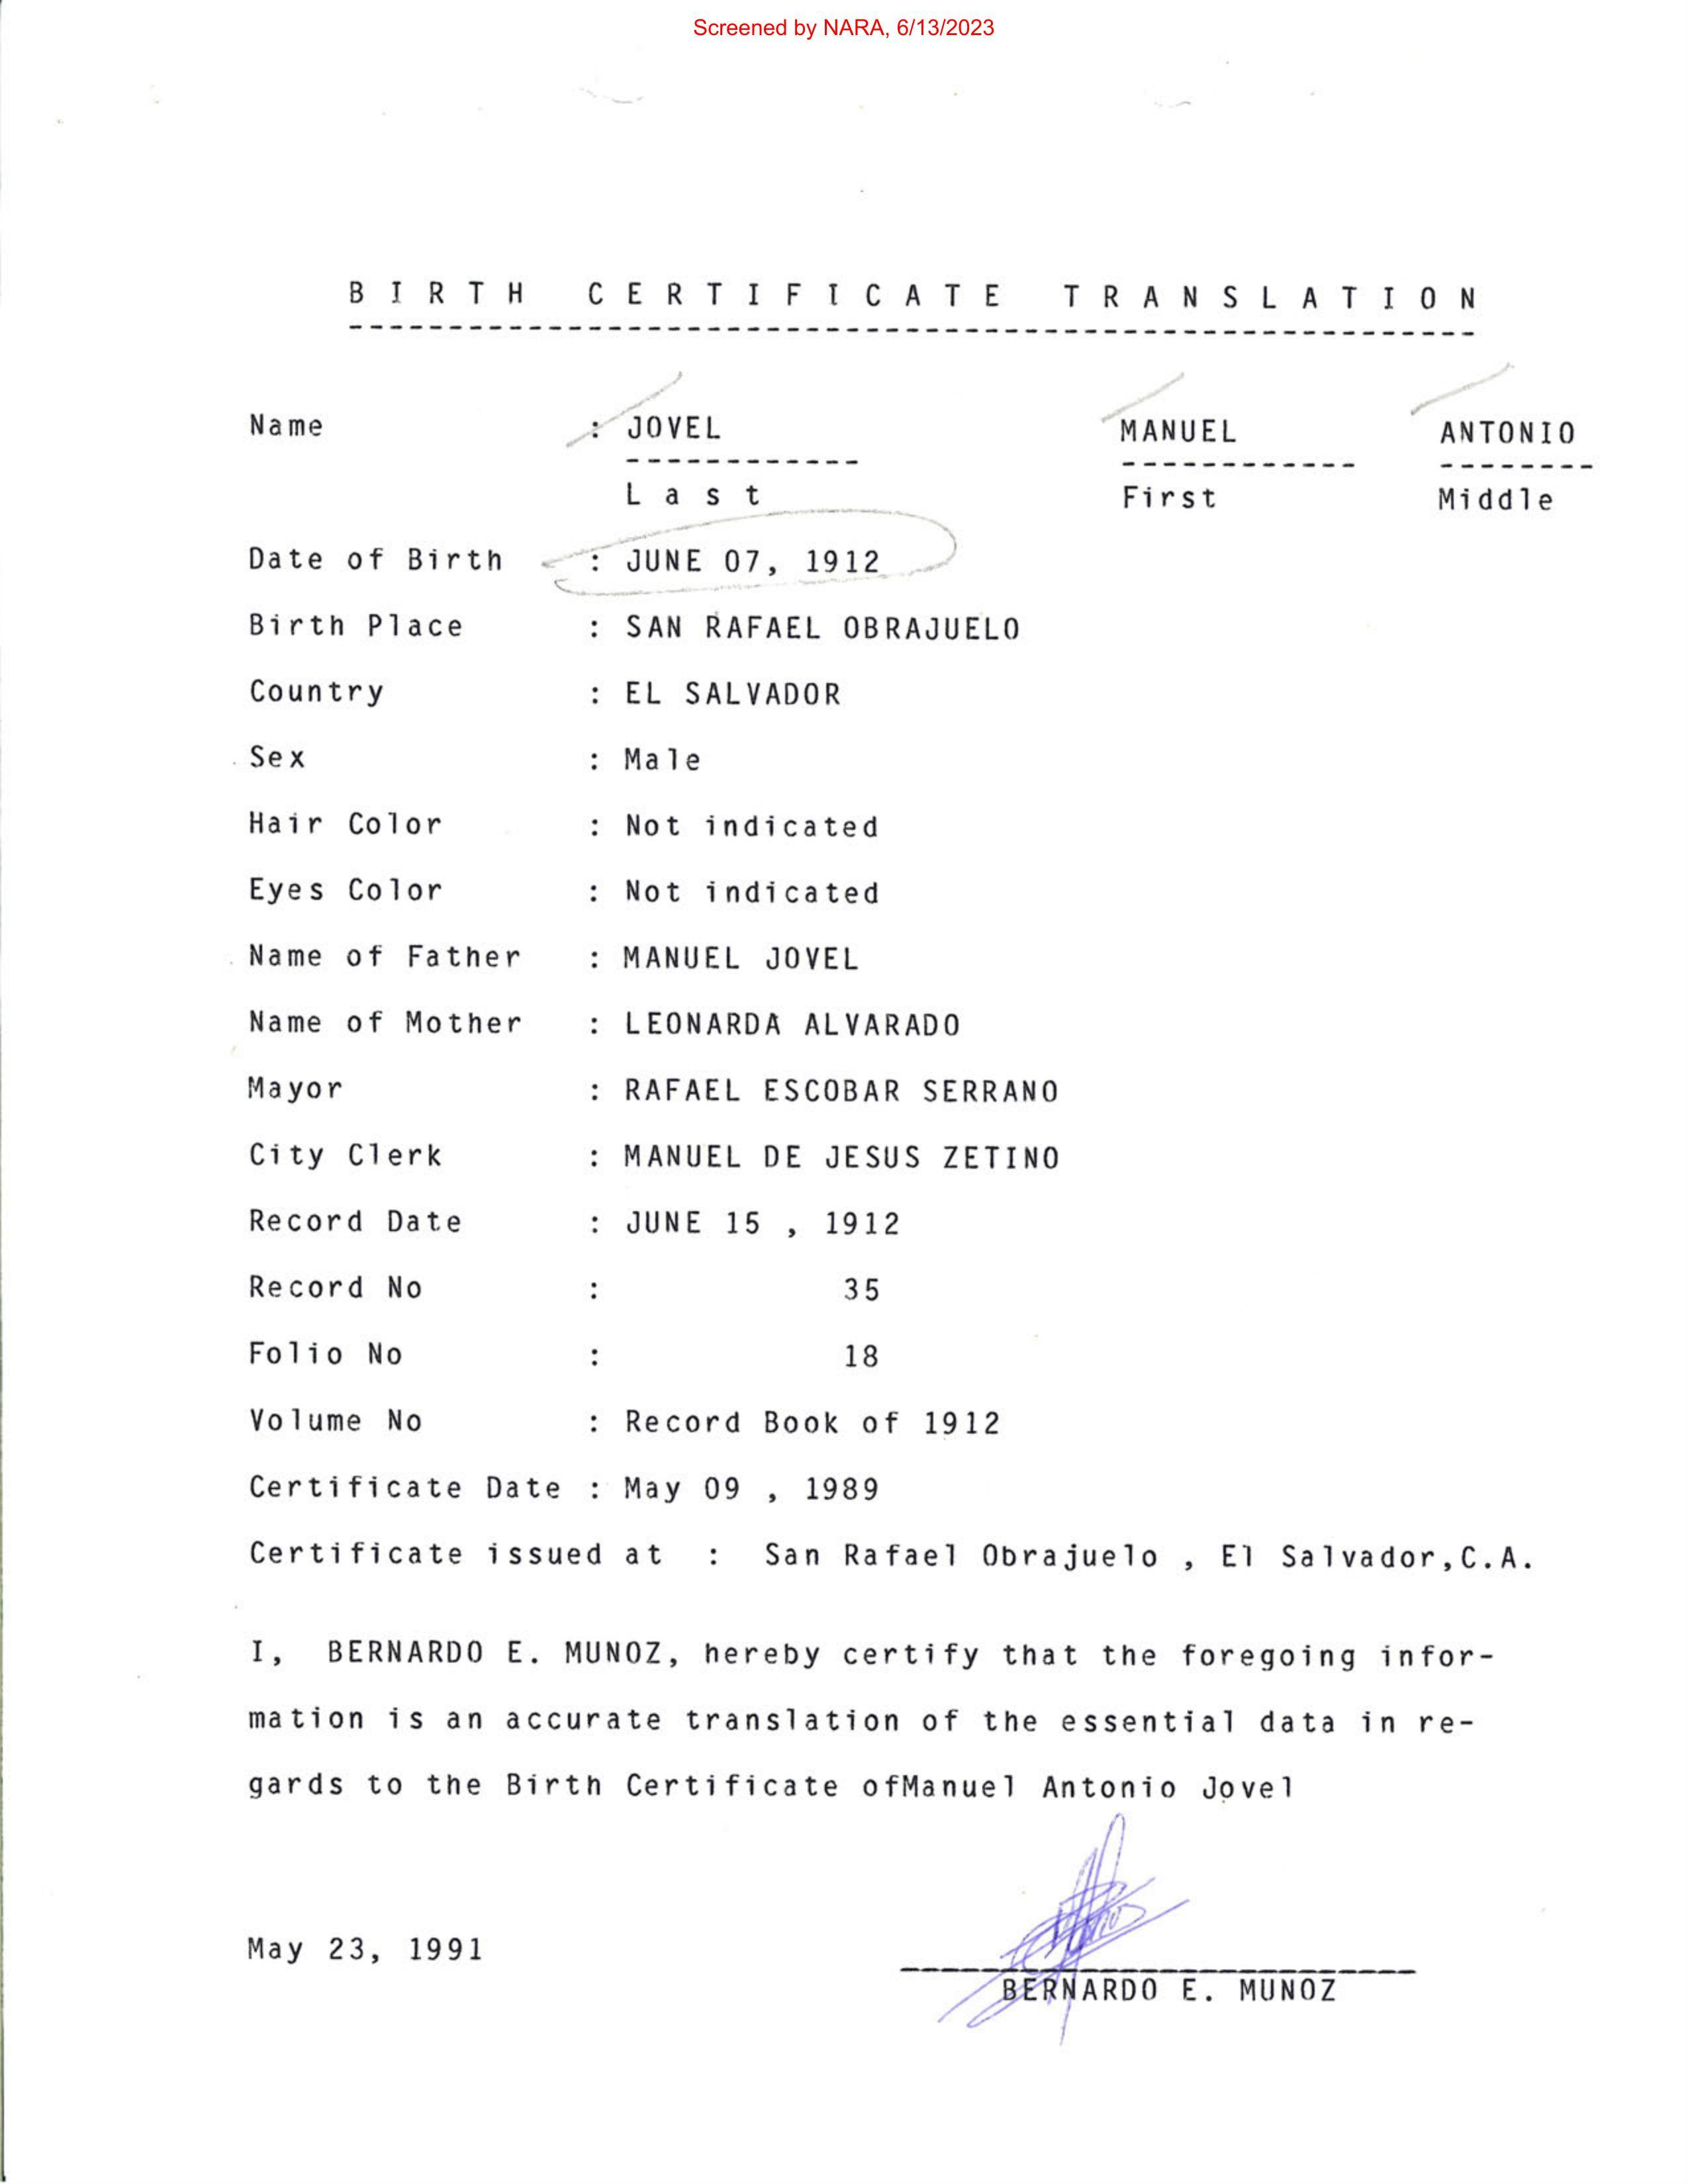 Screened by NARA, 6/13/2023
BIRTH CERTIFICATE TRANSLATION
Name : JOVEL MANUEL ANTONIO
Last First Middle
Date of Birth : JUNE 07, 1912
Birth Place : SAN RAFAEL OBRAJUELO
Country : EL SALVADOR
Sex : Male
Hair Color : Not indicated
Eyes Color : Not indicated
Name of Father : MANUEL JOVEL
Name of Mother : LEONARDA ALVARADO
Mayor : RAFAEL ESCOBAR SERRANO
City Clerk : MANUEL DE JESUS ZETINO
Record Date : JUNE 15 , 1912
Record No : 35
Folio No : 18
Volume No : Record Book of 1912
Certificate Date : May 09 , 1989
Certificate issued at : San Rafael Obrajuelo , El Salvador,C.A.
I, BERNARDO E. MUNOZ, hereby certify that the foregoing infor-
mation is an accurate translation of the essential data in re-
gards to the Birth Certificate ofManuel Antonio Jovel
May 23, 1991
BERNARDO E. MUNOZ